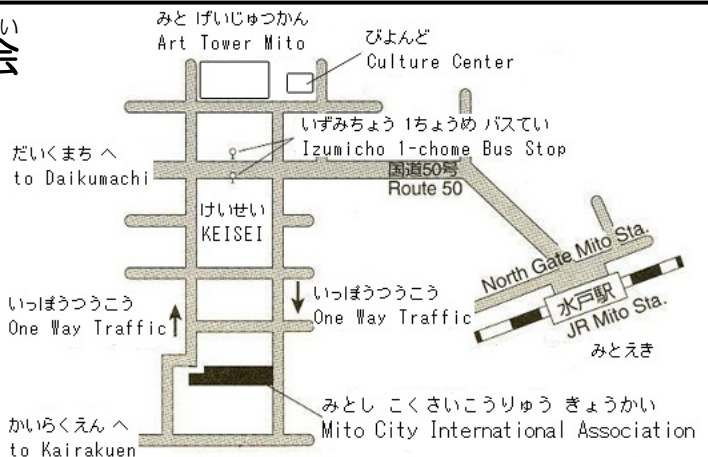 い
会
みと げいじゅつかん
Art Tower Mito
びよんど
Culture Center
いずみちょう 1ちょうめ バスてい
Izumicho 1-chome Bus Stop
だいくまち へ
to Daikumachi
国道50号
Route 50
けいせい
KEISEI
North Gate Mito Sta.
水戸駅
JR Mito Sta.
みとえき
いっぽうつうこう
One Way Traffic
いっぽうつうこう
One Way Traffic
みとし こくさいこうりゅう きょうかい
Mito City International Association
かいらくえん へ
to Kairakuen